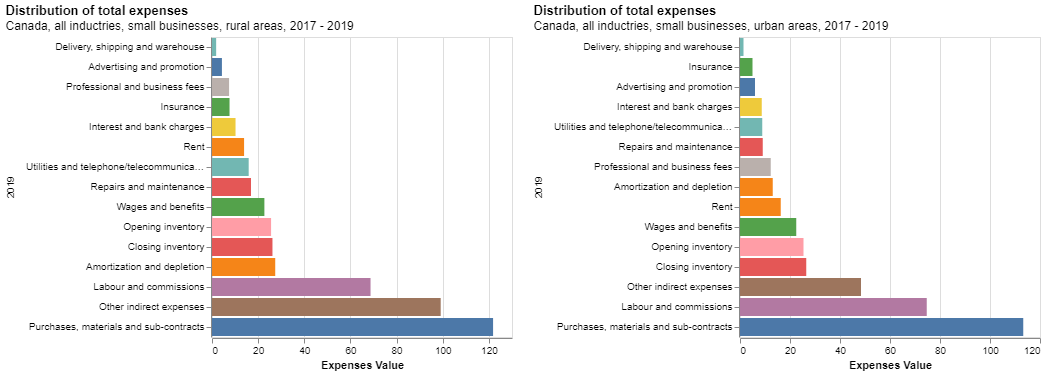 Distribution of total expenses
Canada, all inductries, small businesses, rural areas, 2017 - 2019
2019
Delivery, shipping and warehouse
Advertising and promotion
Professional and business fees
Insurance
Interest and bank charges
Rent
Utilities and telephone/telecommunica...
Repairs and maintenance
Wages and benefits
Opening inventory
Closing inventory
Amortization and depletion
Labour and commissions
Other indirect expenses
Purchases, materials and sub-contracts
0 20 40 60 80 100 120
Expenses Value
Distribution of total expenses
Canada, all inductries, small businesses, urban areas, 2017 - 2019
2019
Delivery, shipping and warehouse
Insurance
Advertising and promotion
Interest and bank charges
Utilities and telephone/telecommunica...
Repairs and maintenance
Professional and business fees
Amortization and depletion
Rent
Wages and benefits
Opening inventory
Closing inventory
Other indirect expenses
Labour and commissions
Purchases, materials and sub-contracts
0 20 40 60 80 100 120
Expenses Value